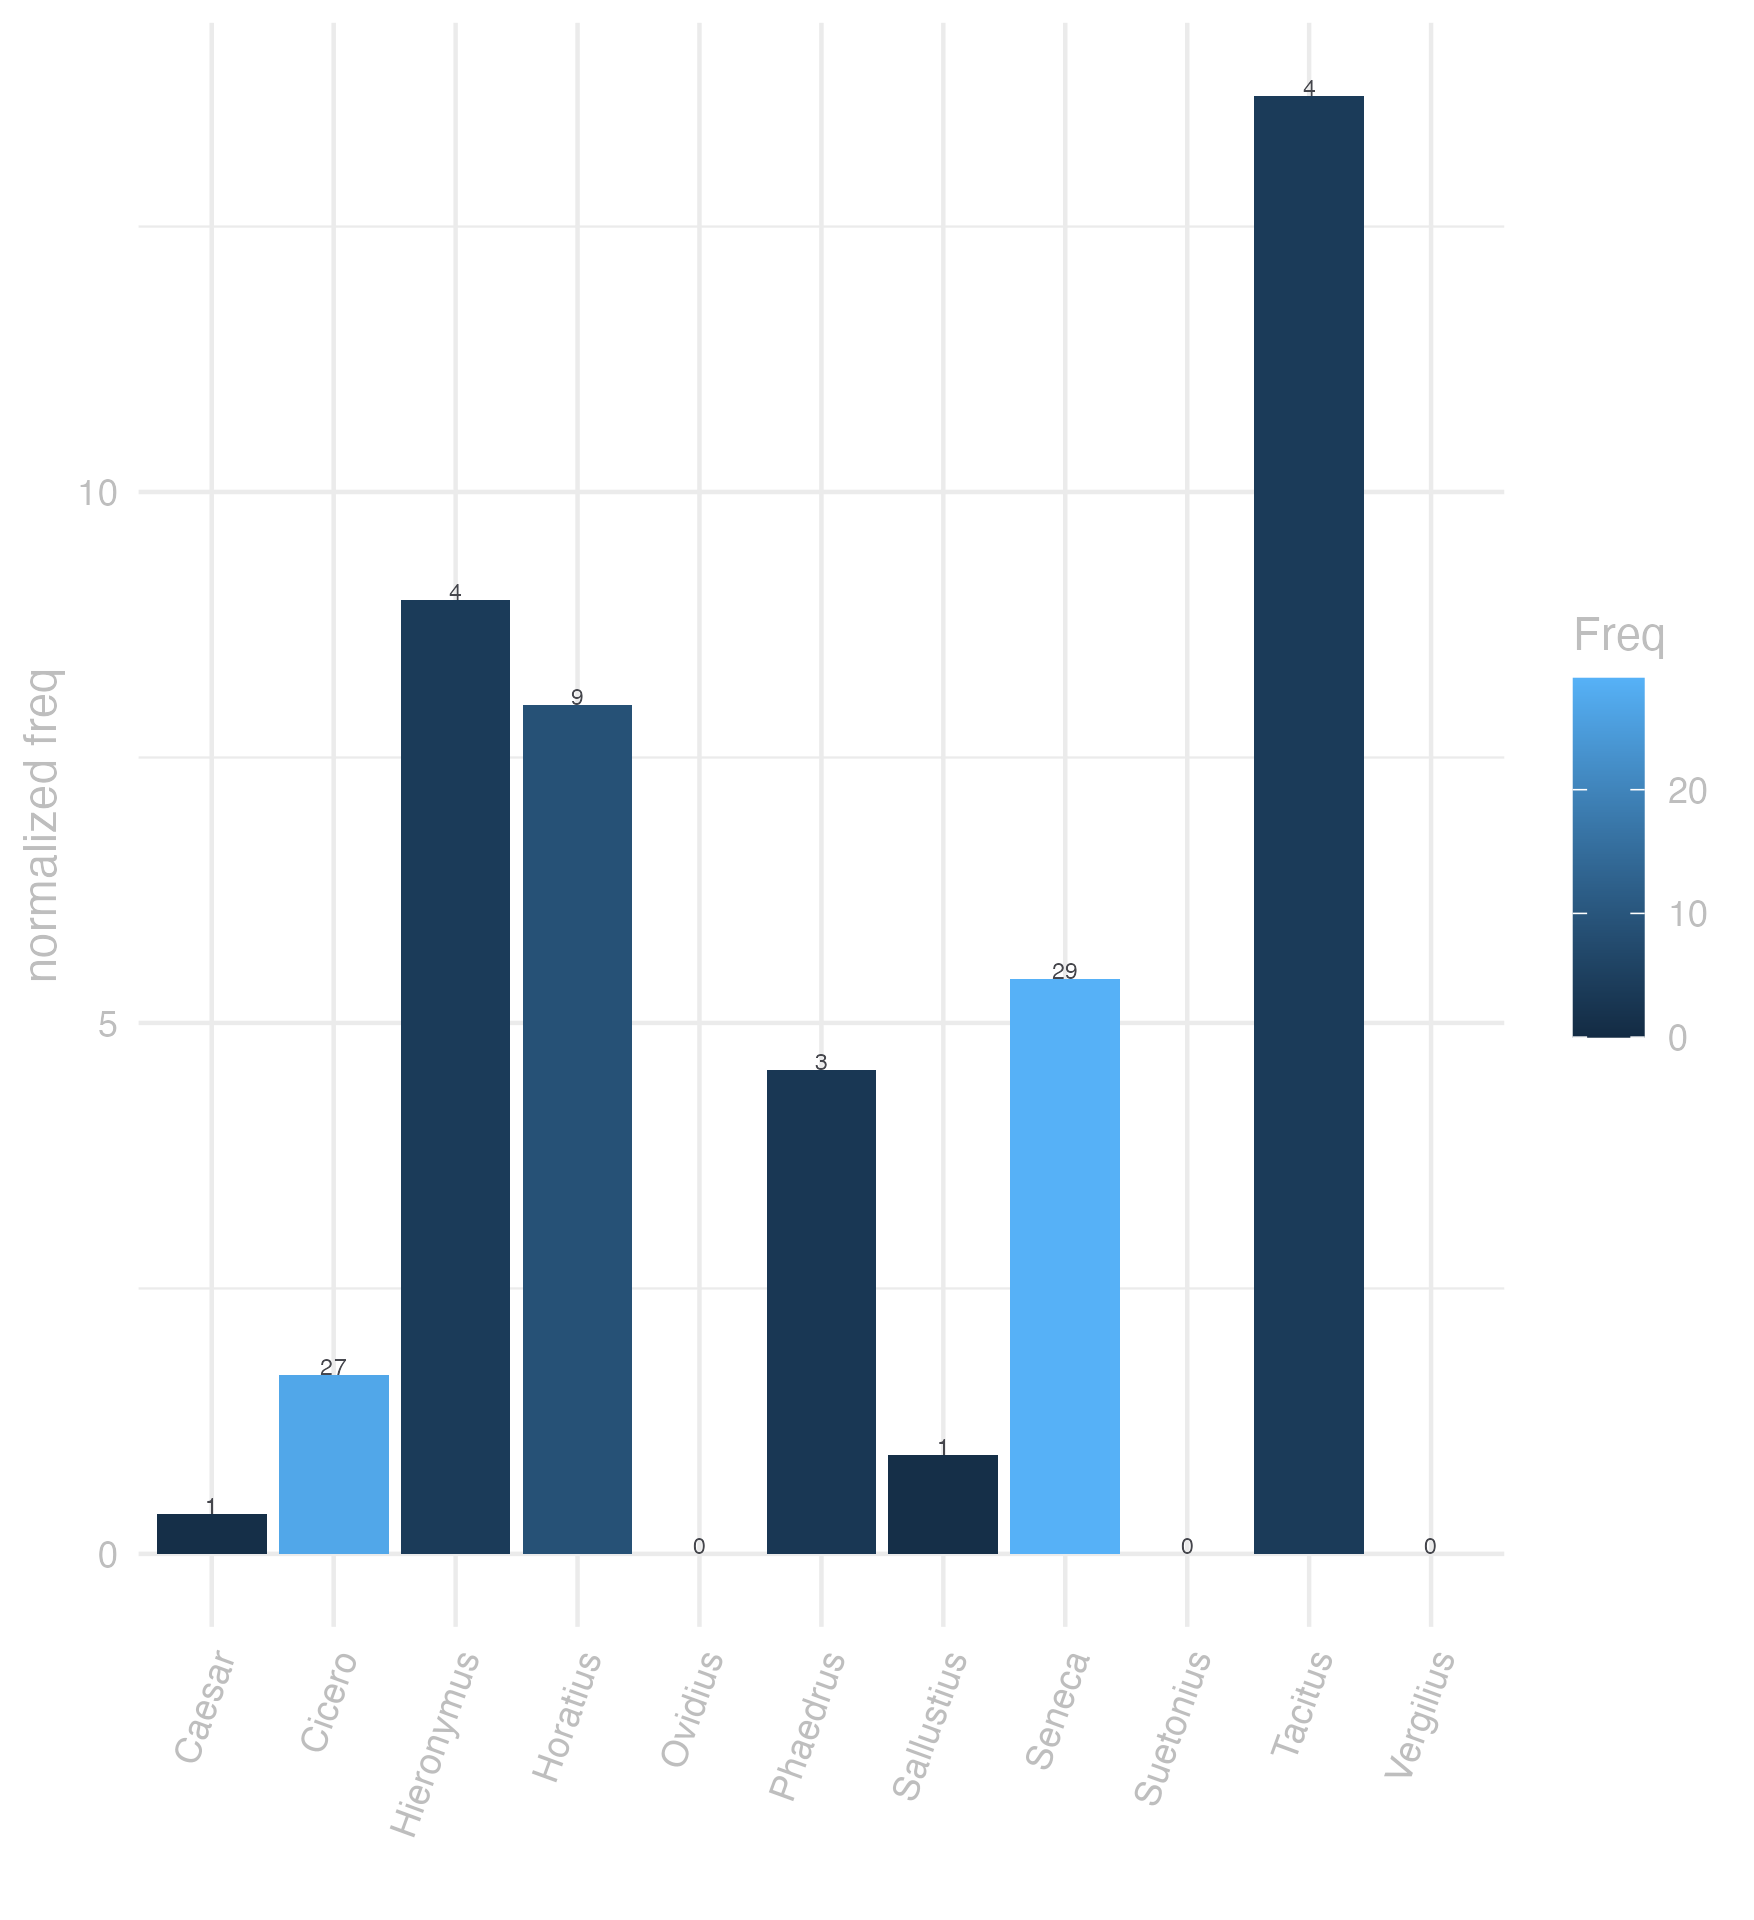 4
10
4
9
Freq
20
10
0
normalized freq
29
5
3
27
1
1
0
0
0
0
Caesar
Cicero
Hieronymus
Horatius
Ovidius
Phaedrus
Sallustius
Seneca
Suetonius
Tacitus
Vergilius